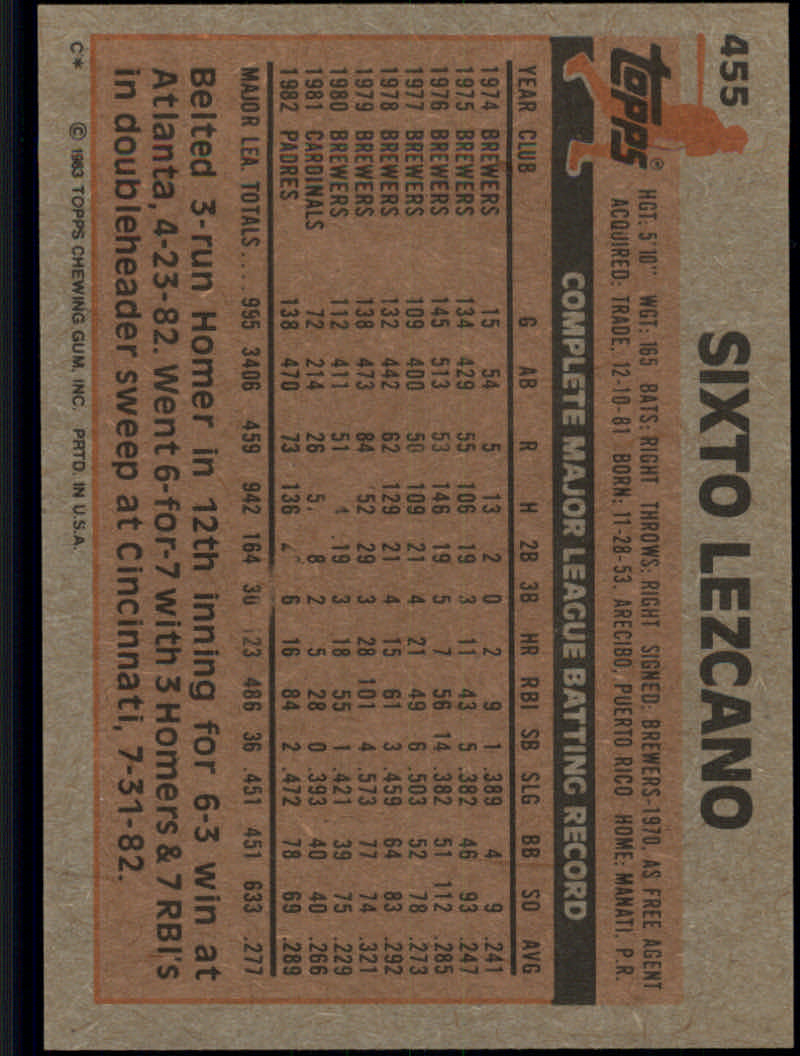 455
SIXTO LEZCANO
topps®
HGT: 5'10" WGT: 165 BATS: RIGHT THROWS: RIGHT SIGNED: BREWERS-1970, AS FREE AGENT
ACQUIRED: TRADE, 12-10-81 BORN: 11-28-53, ARECIBO, PUERTO RICO HOME: MANATI, P.R.
COMPLETE MAJOR LEAGUE BATTING RECORD
YEAR CLUB G AB R H 2B 3B HR RBI SB SLG BB SO AVG
1974 BREWERS 15 54 5 13 2 0 2 9 1 .389 4 9 .241
1975 BREWERS 134 429 55 106 19 3 11 43 5 .382 46 93 .247
1976 BREWERS 145 513 53 146 19 5 7 56 14 .382 51 112 .285
1977 BREWERS 109 400 50 109 21 4 21 49 6 .503 52 78 .273
1978 BREWERS 132 442 62 129 21 4 15 61 3 .459 64 83 .292
1979 BREWERS 138 473 84 52 29 3 28 101 4 .573 77 74 .321
1980 BREWERS 112 411 51 19 3 18 55 1 .421 39 75 .229
1981 CARDINALS 72 214 26 8 2 5 28 0 .393 40 40 .266
1982 PADRES 138 470 73 136 6 16 84 2 .472 78 69 .289
MAJOR LEA. TOTALS.... 995 3406 459 942 164 123 486 36 .451 451 633 .277
Belted 3-run Homer in 12th inning for 6-3 win at
Atlanta, 4-23-82. Went 6-for-7 with 3 Homers & 7 RBI's
in doubleheader sweep at Cincinnati, 7-31-82.
C* © 1983 TOPPS CHEWING GUM, INC. PRTD. IN U.S.A.